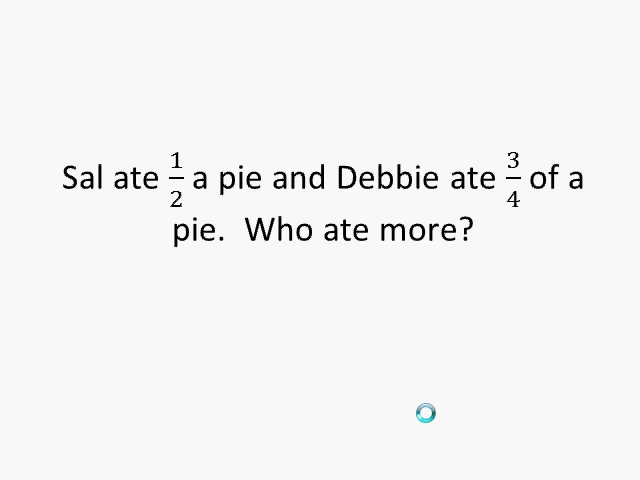 Sal ate 1/2 a pie and Debbie ate 3/4 of a
pie. Who ate more?